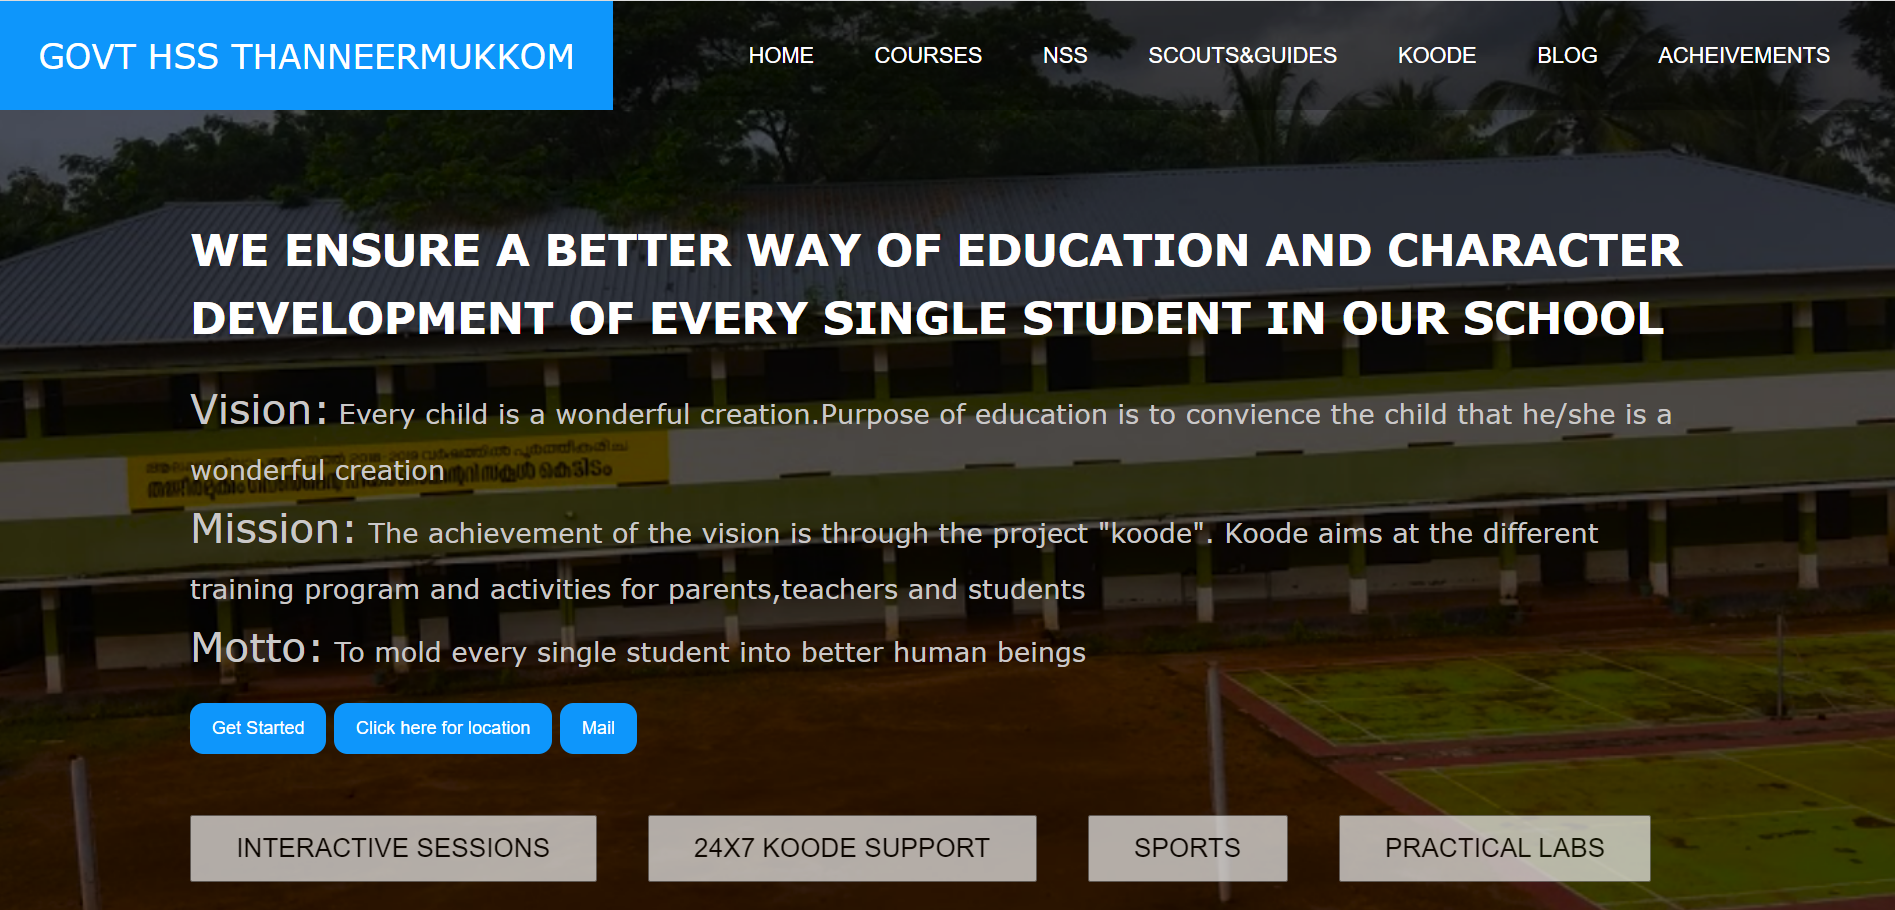 GOVT HSS THANNEERMUKKOM
HOME COURSES NSS SCOUTS&GUIDES KOODE BLOG ACHEIVEMENTS
WE ENSURE A BETTER WAY OF EDUCATION AND CHARACTER
DEVELOPMENT OF EVERY SINGLE STUDENT IN OUR SCHOOL
Vision: Every child is a wonderful creation.Purpose of education is to convience the child that he/she is a
2018-2019 വർഷത്തിൽ പൂർത്തീകരിച്ച
wonderful creation
കെട്ടിടം
Mission: The achievement of the vision is through the project "koode". Koode aims at the different
training program and activities for parents,teachers and students
Motto: To mold every single student into better human beings
Get Started Click here for location Mail
INTERACTIVE SESSIONS 24X7 KOODE SUPPORT SPORTS PRACTICAL LABS